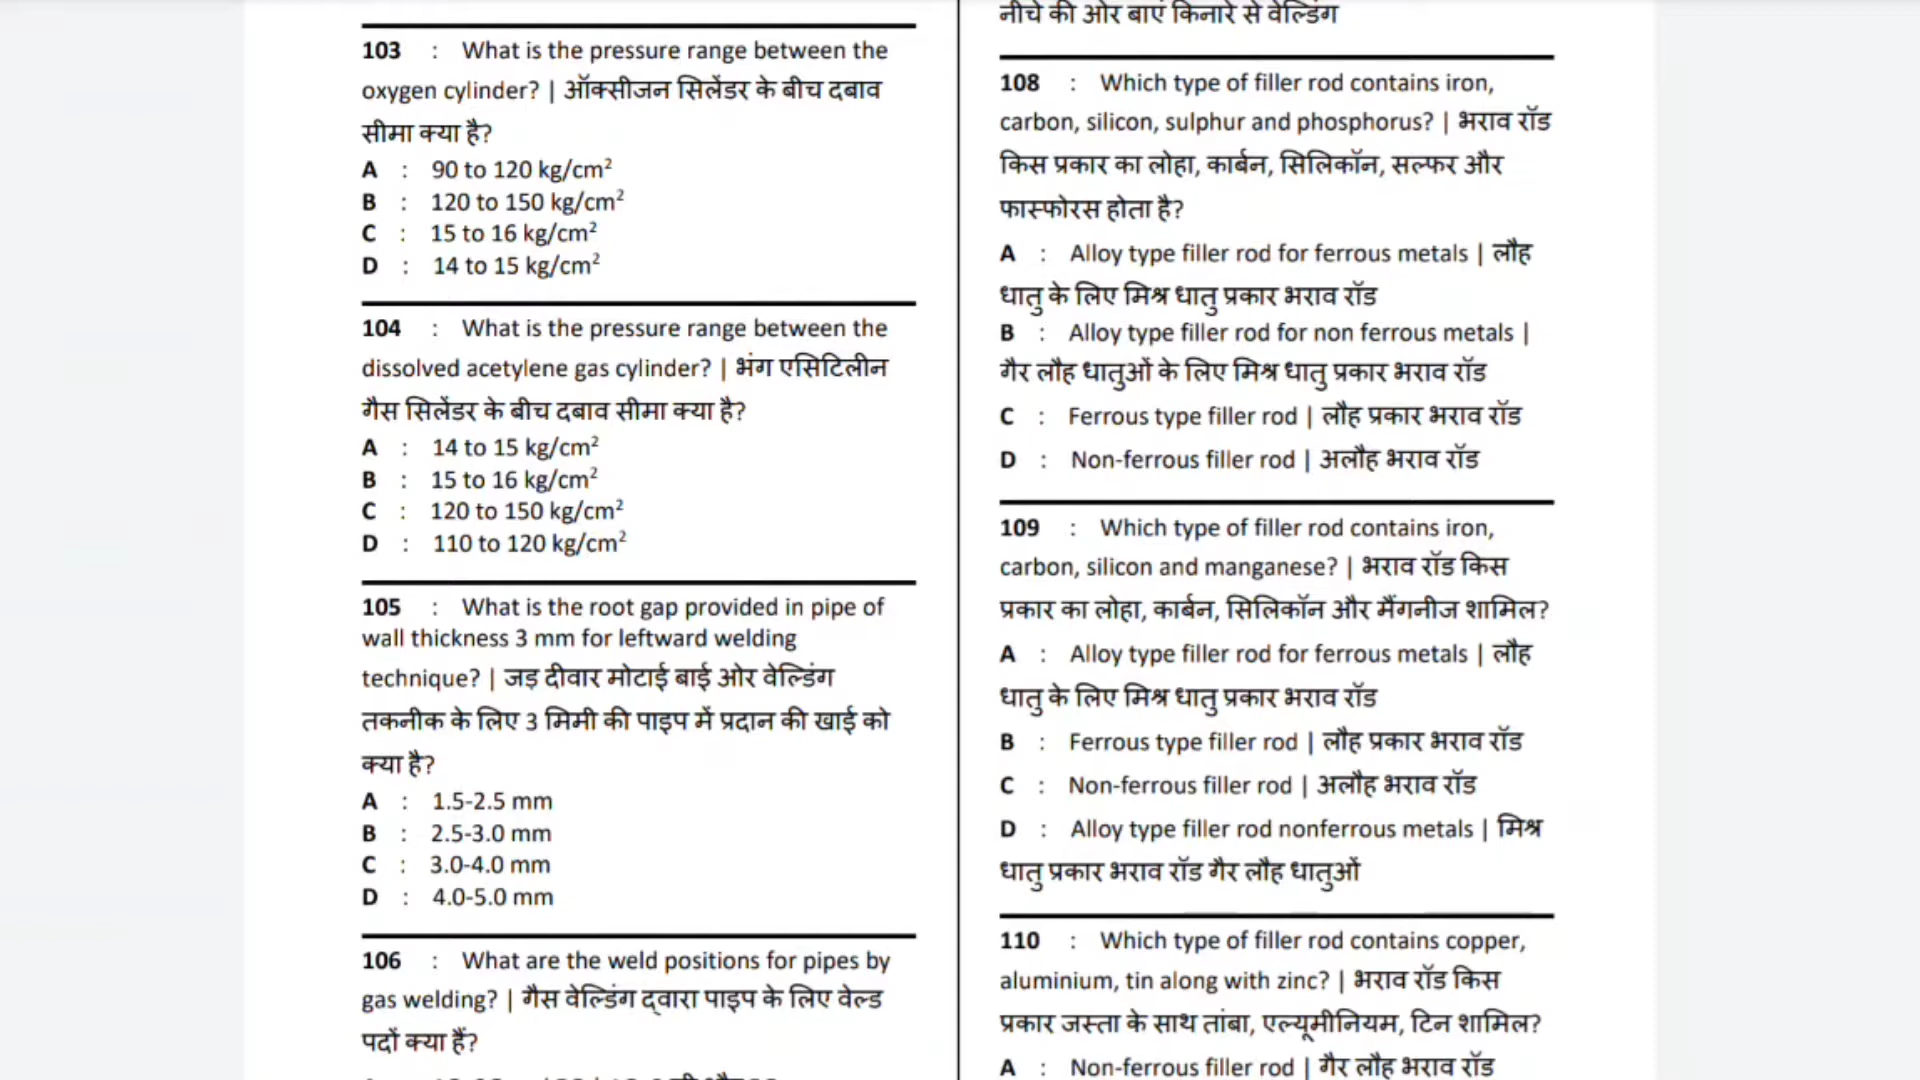 103 : What is the pressure range between the
oxygen cylinder? | ऑक्सीजन सिलेंडर के बीच दबाव
सीमा क्या है?
A : 90 to 120 kg/cm²
B : 120 to 150 kg/cm²
C : 15 to 16 kg/cm²
D : 14 to 15 kg/cm²
104 : What is the pressure range between the
dissolved acetylene gas cylinder? | भंग एसिटिलीन
गैस सिलेंडर के बीच दबाव सीमा क्या है?
A : 14 to 15 kg/cm²
B : 15 to 16 kg/cm²
C : 120 to 150 kg/cm²
D : 110 to 120 kg/cm²
105 : What is the root gap provided in pipe of
wall thickness 3 mm for leftward welding
technique? | जड़ दीवार मोटाई बाई ओर वेल्डिंग
तकनीक के लिए 3 मिमी की पाइप में प्रदान की खाई को
क्या है?
A : 1.5-2.5 mm
B : 2.5-3.0 mm
C : 3.0-4.0 mm
D : 4.0-5.0 mm
106 : What are the weld positions for pipes by
gas welding? | गैस वेल्डिंग द्वारा पाइप के लिए वेल्ड
पदों क्या हैं?
नीचे की ओर बाएं किनारे से वेल्डिंग
108 : Which type of filler rod contains iron,
carbon, silicon, sulphur and phosphorus? | भराव रॉड
किस प्रकार का लोहा, कार्बन, सिलिकॉन, सल्फर और
फास्फोरस होता है?
A : Alloy type filler rod for ferrous metals | लौह
धातु के लिए मिश्र धातु प्रकार भराव रॉड
B : Alloy type filler rod for non ferrous metals |
गैर लौह धातुओं के लिए मिश्र धातु प्रकार भराव रॉड
C : Ferrous type filler rod | लौह प्रकार भराव रॉड
D : Non-ferrous filler rod | अलौह भराव रॉड
109 : Which type of filler rod contains iron,
carbon, silicon and manganese? | भराव रॉड किस
प्रकार का लोहा, कार्बन, सिलिकॉन और मैंगनीज शामिल?
A : Alloy type filler rod for ferrous metals | लौह
धातु के लिए मिश्र धातु प्रकार भराव रॉड
B : Ferrous type filler rod | लौह प्रकार भराव रॉड
C : Non-ferrous filler rod | अलौह भराव रॉड
D : Alloy type filler rod nonferrous metals | मिश्र
धातु प्रकार भराव रॉड गैर लौह धातुओं
110 : Which type of filler rod contains copper,
aluminium, tin along with zinc? | भराव रॉड किस
प्रकार जस्ता के साथ तांबा, एल्यूमीनियम, टिन शामिल?
A : Non-ferrous filler rod | गैर लौह भराव रॉड